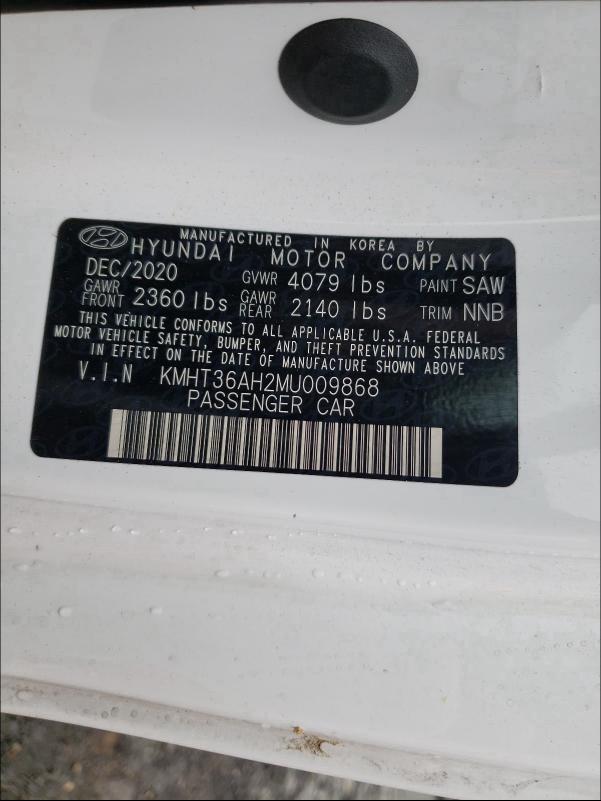 MANUFACTURED IN KOREA BY
HYUNDAI MOTOR COMPANY
DEC/2020 GVWR 4079 lbs PAINT SAW
GAWR FRONT 2360 lbs GAWR REAR 2140 lbs TRIM NNB
THIS VEHICLE CONFORMS TO ALL APPLICABLE U.S.A. FEDERAL
MOTOR VEHICLE SAFETY, BUMPER, AND THEFT PREVENTION STANDARDS
IN EFFECT ON THE DATE OF MANUFACTURE SHOWN ABOVE.
V.I.N KMHT36AH2MU009868
PASSENGER CAR